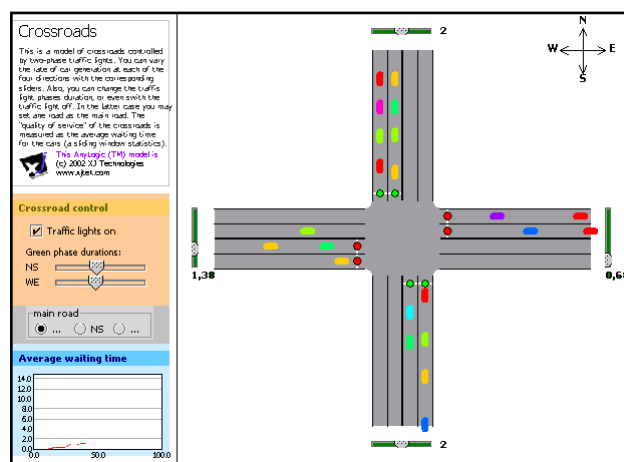 Crossroads
This is a model of crossroads controlled
by two-phase traffic lights. You can vary
the rate of car generation at each of the
four directions with the corresponding
sliders. Also, you can change the traffis
light phases duration, or even swith the
traffic light off. In the latter case you may
set one road as the main road. The
"quality of service" of the crossroads is
measured as the average waiting time
for the cars (a sliding window statistics).
This AnyLogic (TM) model is
(c) 2002 XJ Technologies
www.xjtek.com
Crossroad control
Traffic lights on
Green phase durations:
NS
WE
main road
... NS ...
Average waiting time
14.0
12.0
10.0
8.0
6.0
4.0
2.0
0.0
0.0 50.0 100.0
2
N
W E
S
1,38
0,68
2